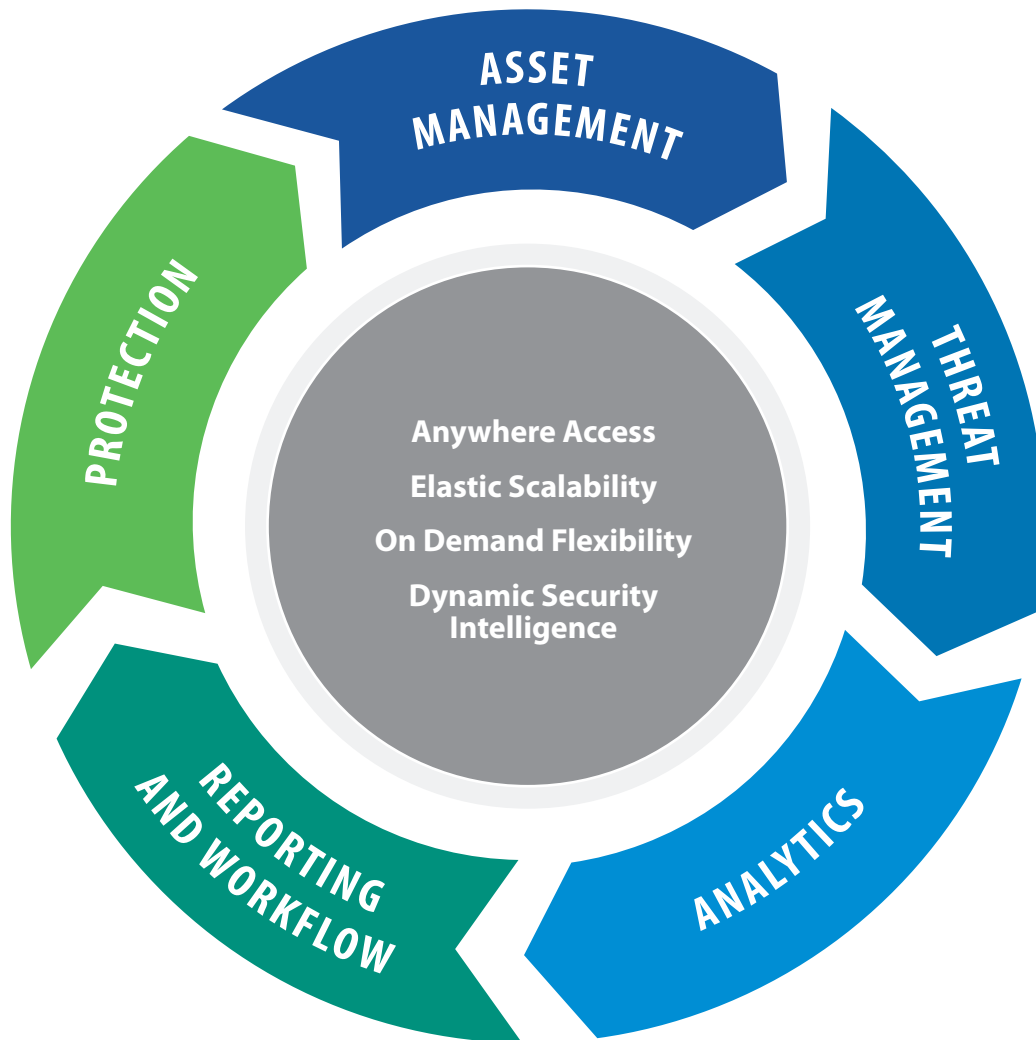 ASSET
MANAGEMENT
THREAT
MANAGEMENT
ANALYTICS
REPORTING
AND WORKFLOW
PROTECTION
Anywhere Access
Elastic Scalability
On Demand Flexibility
Dynamic Security
Intelligence